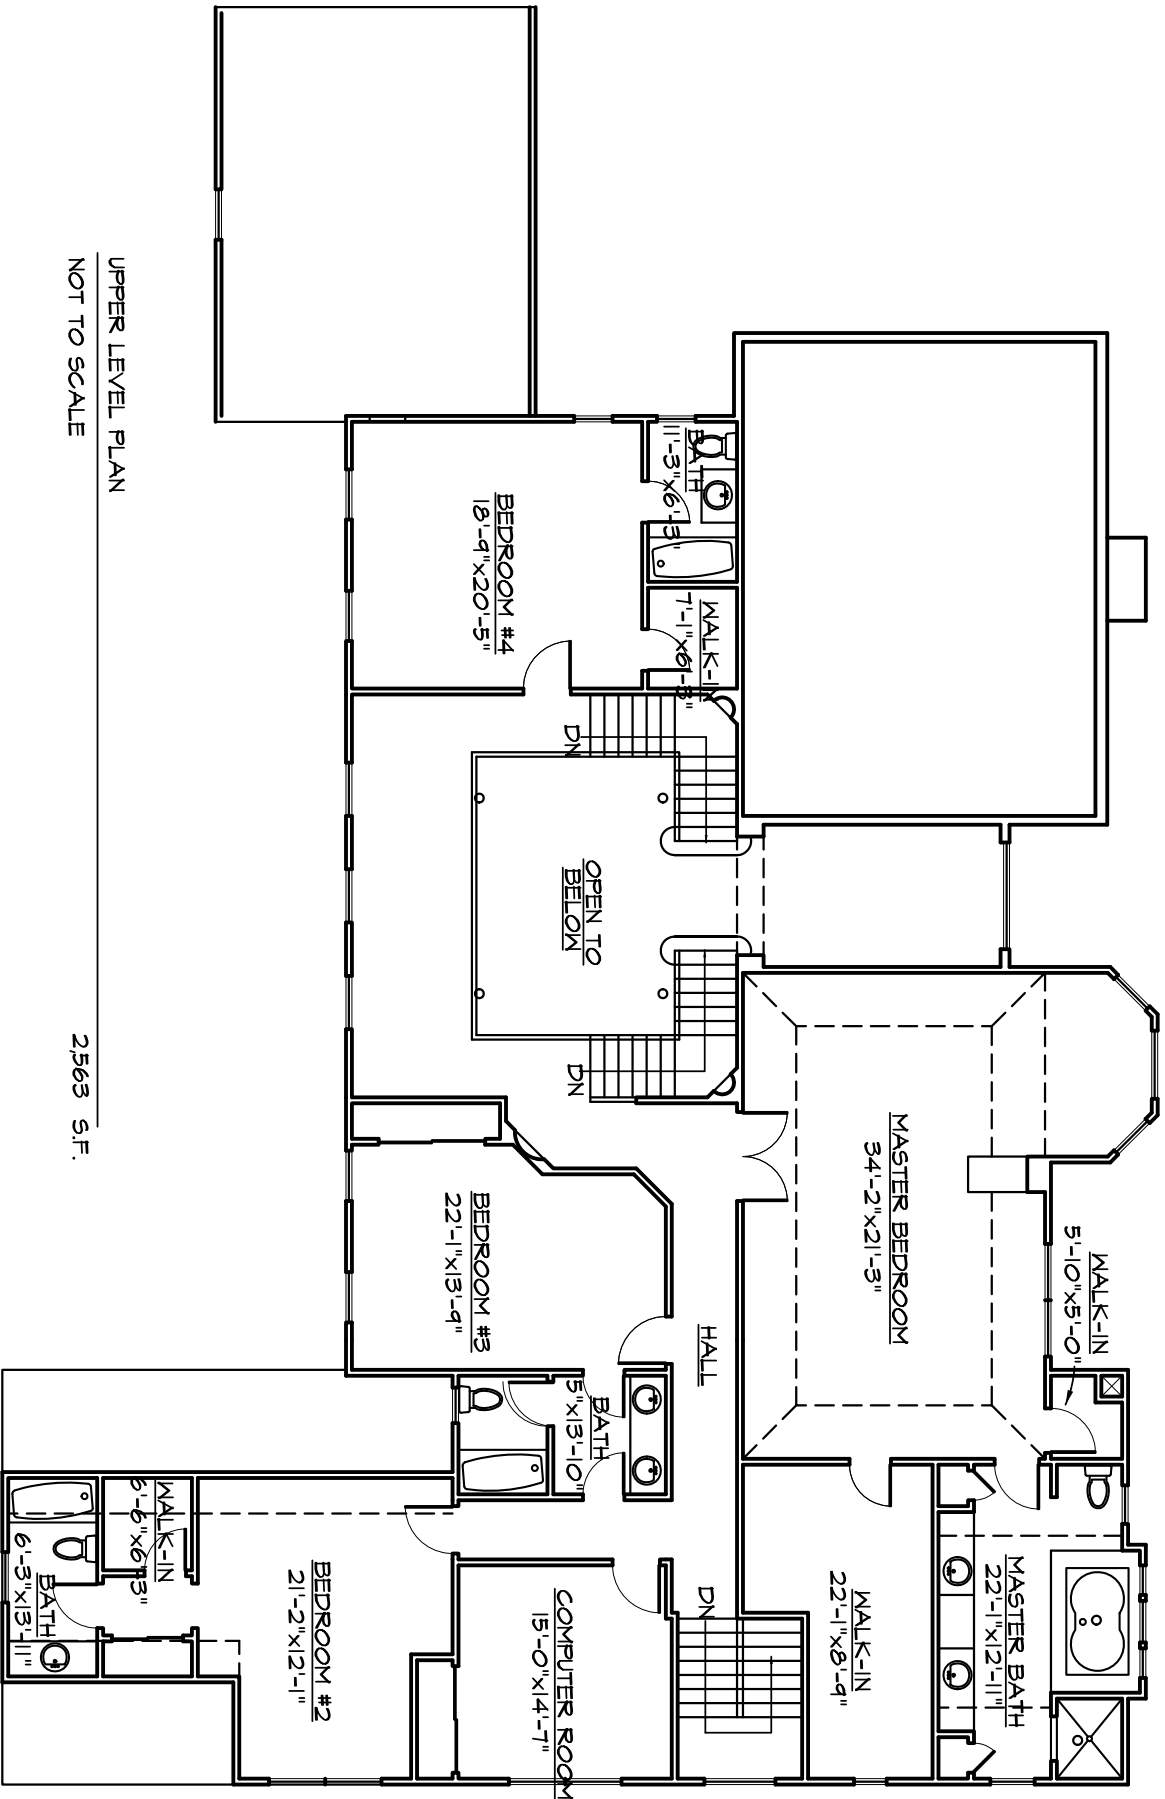 WALK-IN
5'-10"x5'-0"
MASTER BATH
22'-1"x12'-11"
MASTER BEDROOM
34'-2"x21'-3"
WALK-IN
22'-1"x8'-9"
BATH
11'-3"x6'-3"
WALK-IN
7'-1"x6'-3"
HALL
DN
DN
DN
OPEN TO
BELOW
BATH
5'x13'-10"
BEDROOM #4
18'-9"x20'-5"
BEDROOM #3
22'-1"x13'-9"
COMPUTER ROOM
15'-0"x14'-7"
BEDROOM #2
21'-2"x12'-1"
WALK-IN
6'-6"x6'-3"
BATH
6'-3"x13'-11"
UPPER LEVEL PLAN
NOT TO SCALE
2,563 S.F.